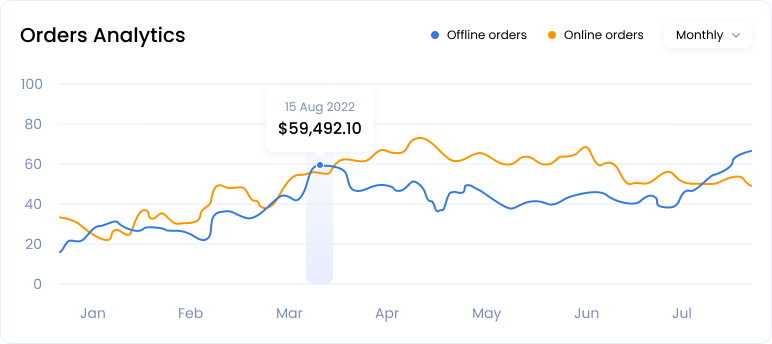 Orders Analytics
Offline orders
Online orders
Monthly
100
80
60
40
20
0
15 Aug 2022
$59,492.10
Jan
Feb
Mar
Apr
May
Jun
Jul